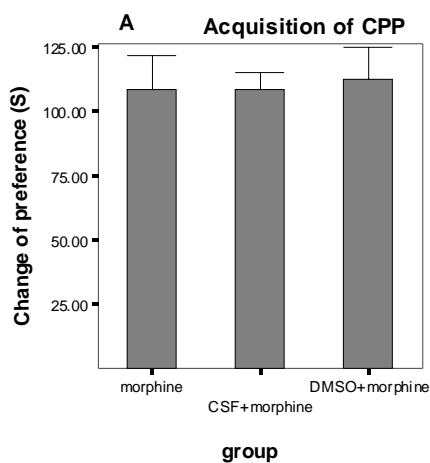 A
Acquisition of CPP
Change of preference (S)
125.00
100.00
75.00
50.00
25.00
morphine
CSF+morphine
DMSO+morphine
group